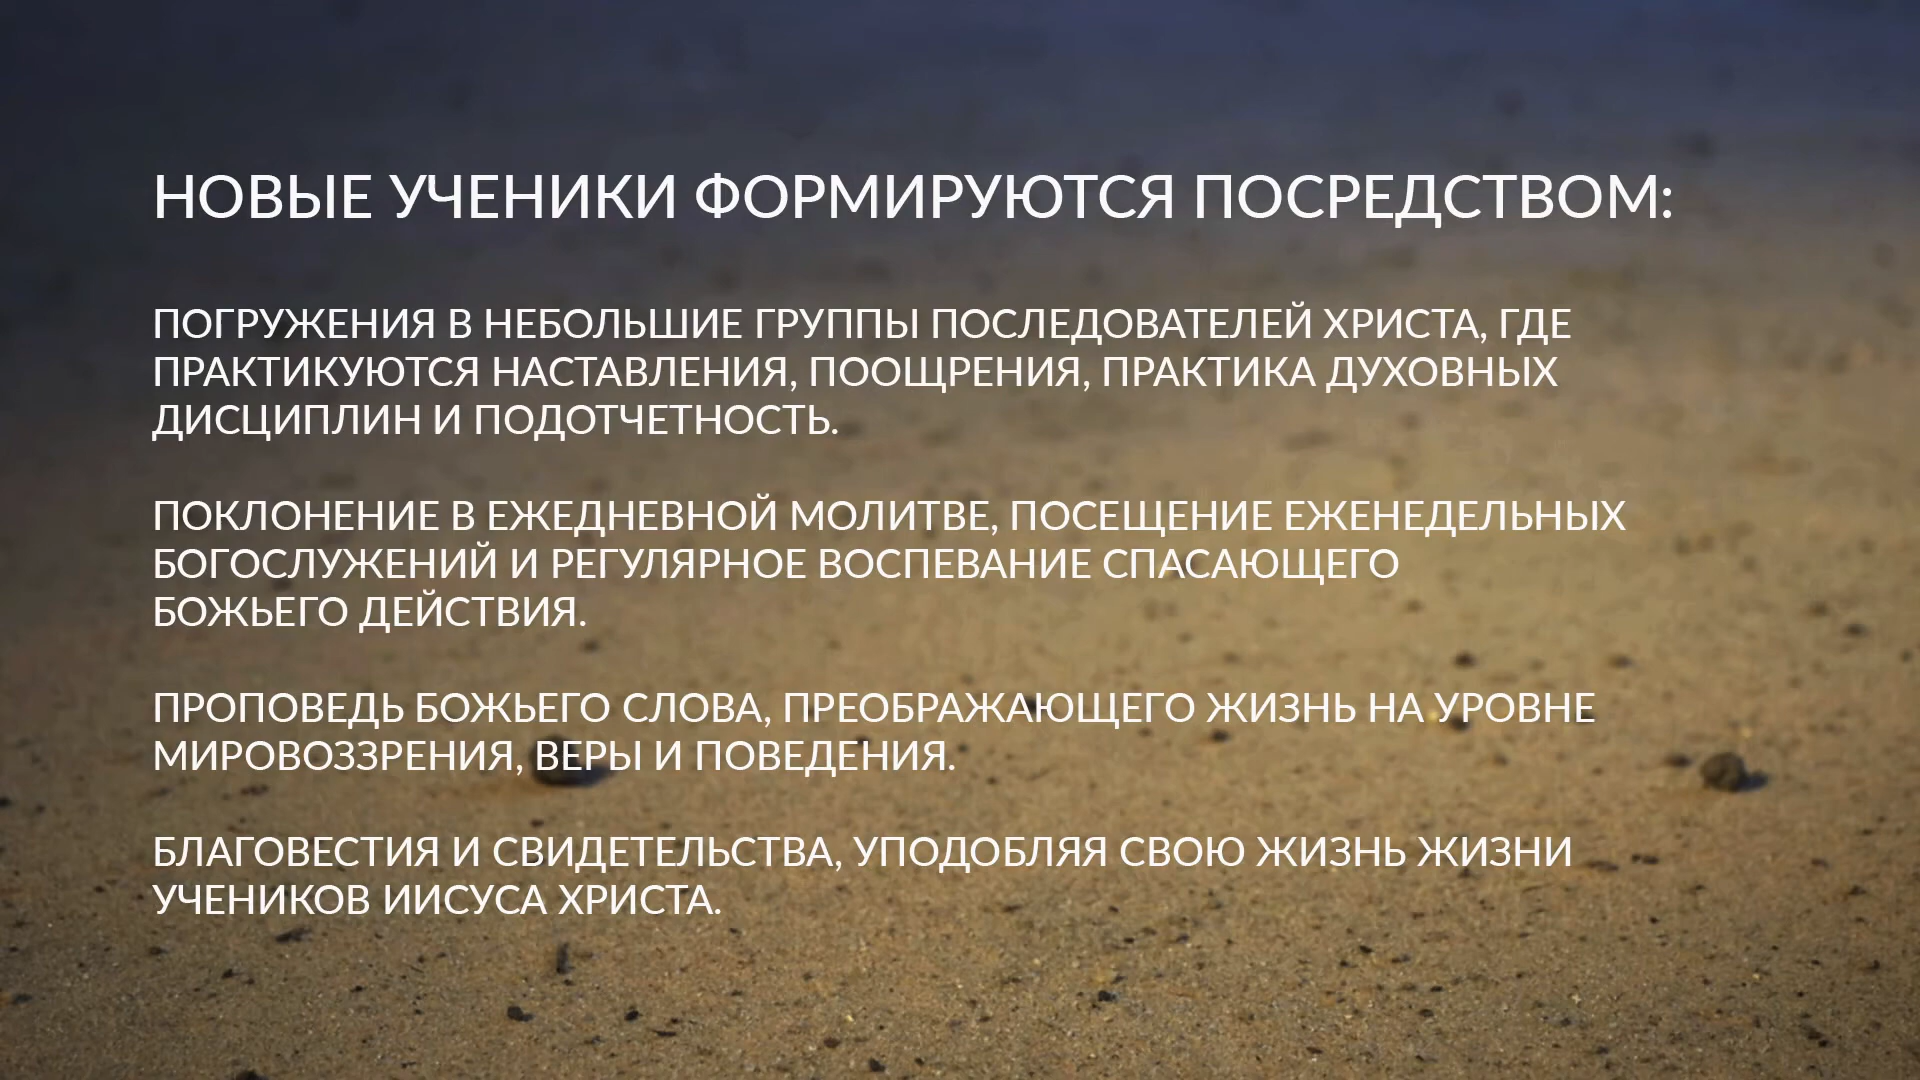 НОВЫЕ УЧЕНИКИ ФОРМИРУЮТСЯ ПОСРЕДСТВОМ:
ПОГРУЖЕНИЯ В НЕБОЛЬШИЕ ГРУППЫ ПОСЛЕДОВАТЕЛЕЙ ХРИСТА, ГДЕ
ПРАКТИКУЮТСЯ НАСТАВЛЕНИЯ, ПООЩРЕНИЯ, ПРАКТИКА ДУХОВНЫХ
ДИСЦИПЛИН И ПОДОТЧЕТНОСТЬ.
ПОКЛОНЕНИЕ В ЕЖЕДНЕВНОЙ МОЛИТВЕ, ПОСЕЩЕНИЕ ЕЖЕНЕДЕЛЬНЫХ
БОГОСЛУЖЕНИЙ И РЕГУЛЯРНОЕ ВОСПЕВАНИЕ СПАСАЮЩЕГО
БОЖЬЕГО ДЕЙСТВИЯ.
ПРОПОВЕДЬ БОЖЬЕГО СЛОВА, ПРЕОБРАЖАЮЩЕГО ЖИЗНЬ НА УРОВНЕ
МИРОВОЗЗРЕНИЯ, ВЕРЫ И ПОВЕДЕНИЯ.
БЛАГОВЕСТИЯ И СВИДЕТЕЛЬСТВА, УПОДОБЛЯЯ СВОЮ ЖИЗНЬ ЖИЗНИ
УЧЕНИКОВ ИИСУСА ХРИСТА.